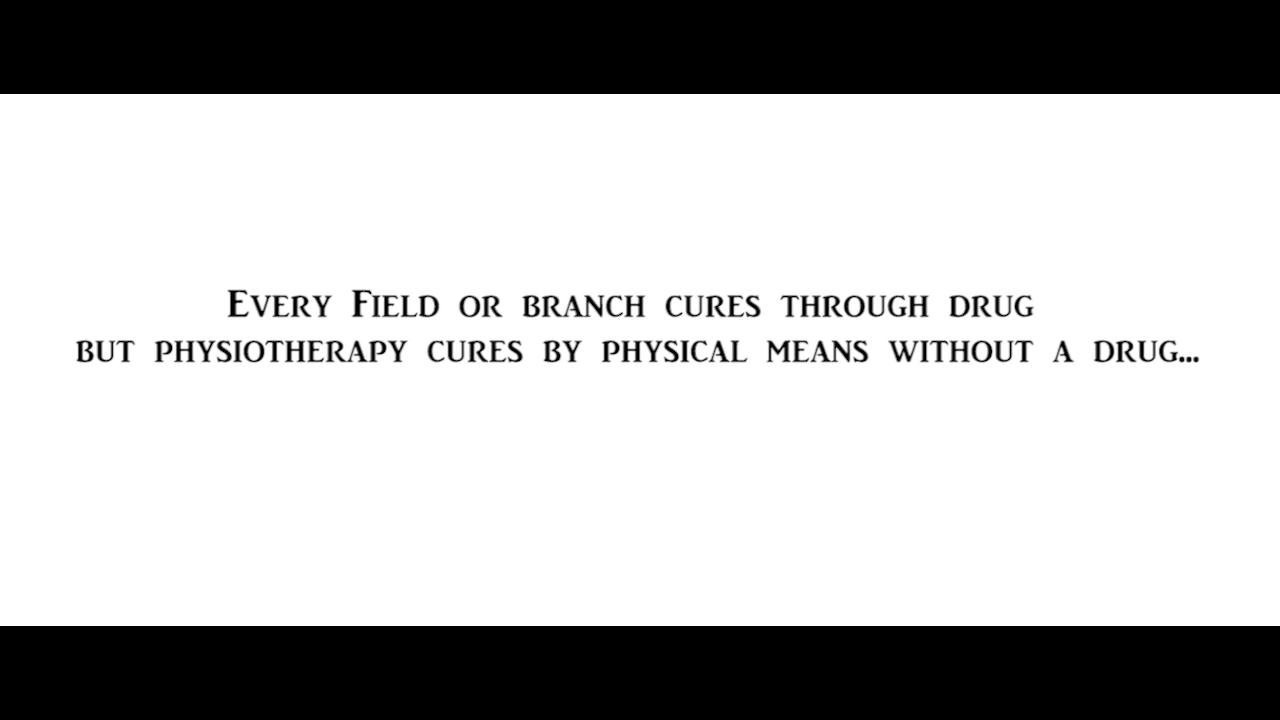 Every Field or branch cures through drug
but physiotherapy cures by physical means without a drug...